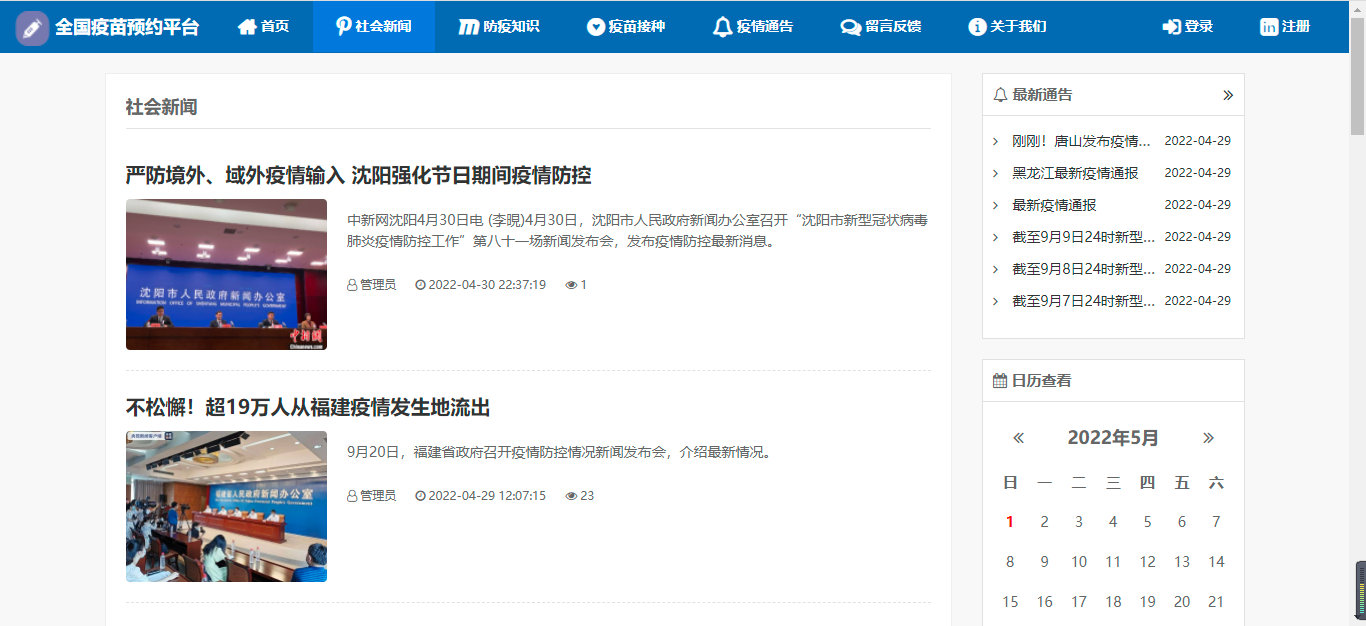 全国疫苗预约平台 首页 社会新闻 防疫知识 疫苗接种 疫情通告 留言反馈 关于我们 登录 注册
社会新闻
严防境外、域外疫情输入 沈阳强化节日期间疫情防控
中新网沈阳4月30日电 (李晛)4月30日，沈阳市人民政府新闻办公室召开“沈阳市新型冠状病毒
肺炎疫情防控工作”第八十一场新闻发布会，发布疫情防控最新消息。
管理员 2022-04-30 22:37:19 1
沈阳市人民政府新闻办公室
INFORMATION OFFICE OF SHENYANG MUNICIPAL PEOPLE'S GOVERNMENT
中新网
Chinanews.com
不松懈！超19万人从福建疫情发生地流出
9月20日，福建省政府召开疫情防控情况新闻发布会，介绍最新情况。
管理员 2022-04-29 12:07:15 23
福建省人民政府新闻办公室
最新通告 »
刚刚！唐山发布疫情... 2022-04-29
黑龙江最新疫情通报 2022-04-29
最新疫情通报 2022-04-29
截至9月9日24时新型... 2022-04-29
截至9月8日24时新型... 2022-04-29
截至9月7日24时新型... 2022-04-29
日历查看
« 2022年5月 »
日 一 二 三 四 五 六
1 2 3 4 5 6 7
8 9 10 11 12 13 14
15 16 17 18 19 20 21